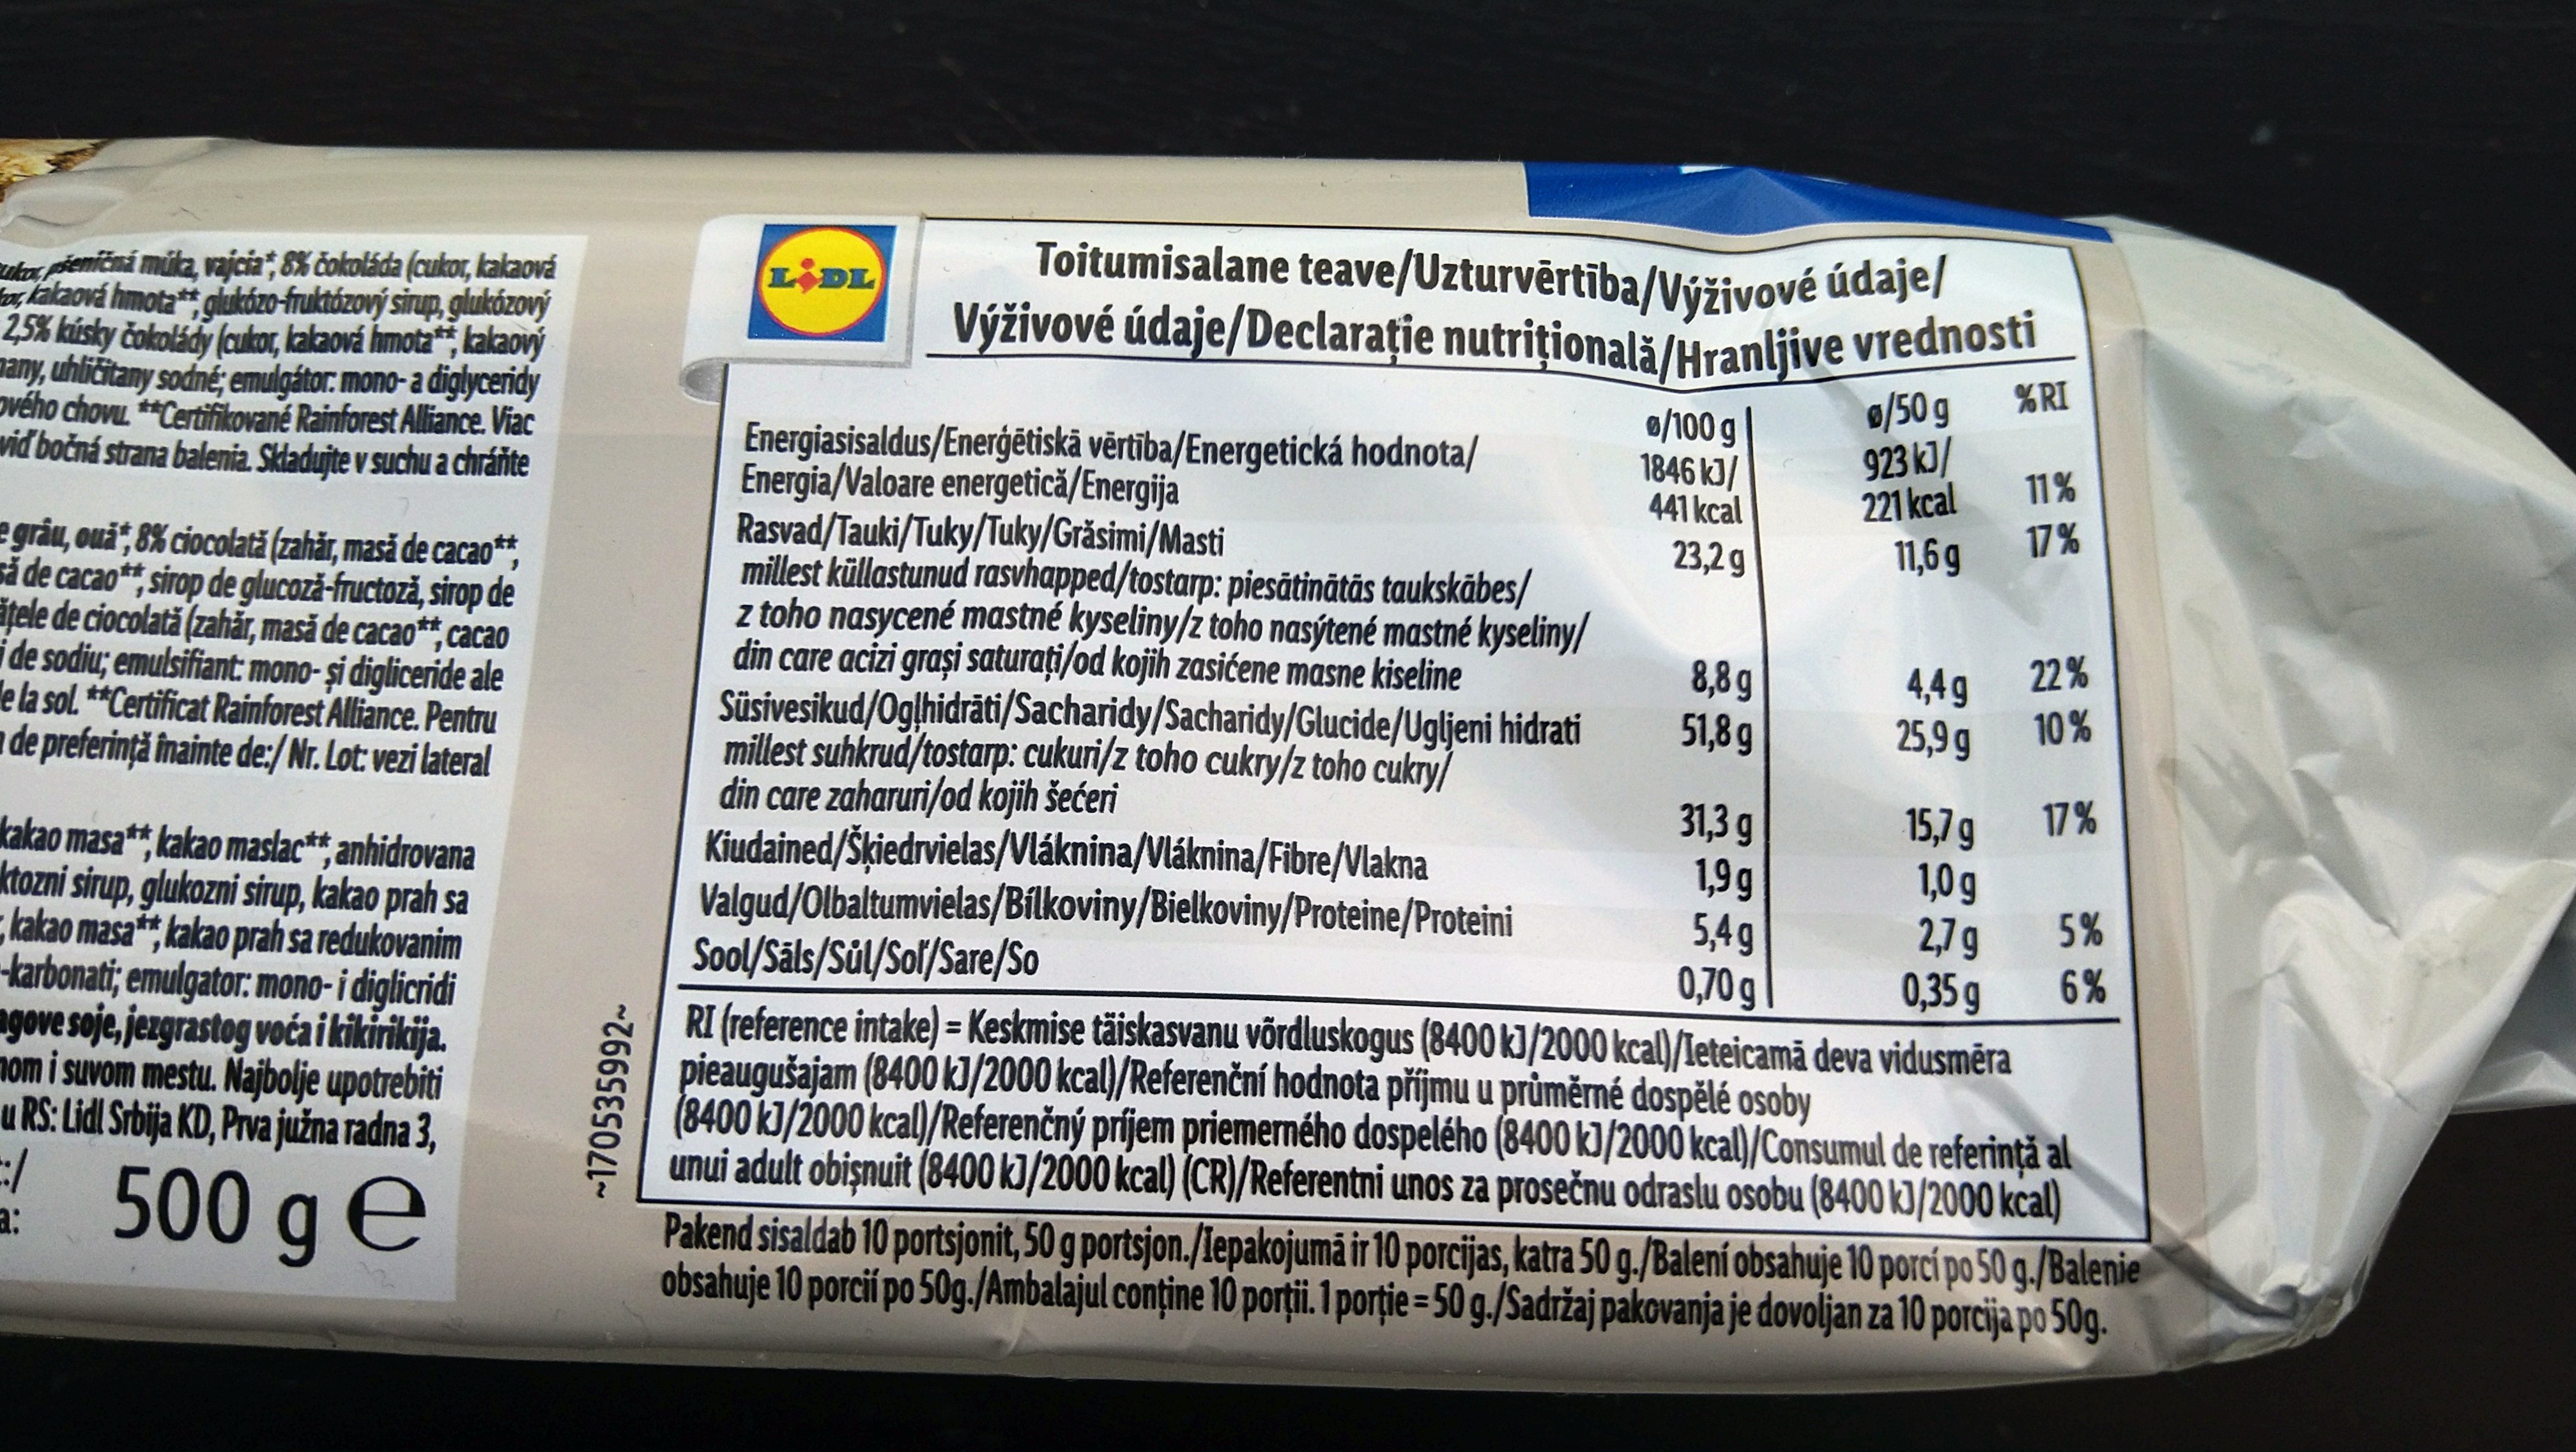 pšeničná múka, vajcia*, 8% čokoláda (cukor, kakaová
kakaová hmota**, glukózo-fruktózový sirup, glukózový
2,5% kúsky čokolády (cukor, kakaová hmota**, kakaový
uhličitany sodné; emulgátor: mono- a diglyceridy
chovu. **Certifikované Rainforest Alliance. Viac
viď bočná strana balenia. Skladujte v suchu a chráňte
grâu, ouă*, 8% ciocolată (zahăr, masă de cacao**,
de cacao**, sirop de glucoză-fructoză, sirop de
de ciocolată (zahăr, masă de cacao**, cacao
de sodiu; emulsifiant: mono- și digliceride ale
la sol. **Certificat Rainforest Alliance. Pentru
de preferință înainte de:/ Nr. Lot: vezi lateral
kakao masa**, kakao maslac**, anhidrovana
sirup, glukozni sirup, kakao prah sa
kakao masa**, kakao prah sa redukovanim
-karbonati; emulgator: mono- i diglicridi
soje, jezgrastog voća i kikirikija.
i suvom mestu. Najbolje upotrebiti
u RS: Lidl Srbija KD, Prva južna radna 3,
500 g e
~170535992~
LIDL
Toitumisalane teave/Uzturvērtība/Výživové údaje/
Výživové údaje/Declarație nutrițională/Hranljive vrednosti
ø/100 g ø/50 g %RI
Energiasisaldus/Enerģētiskā vērtība/Energetická hodnota/ 1846 kJ/ 923 kJ/
Energia/Valoare energetică/Energija 441 kcal 221 kcal 11%
Rasvad/Tauki/Tuky/Tuky/Grăsimi/Masti 23,2 g 11,6 g 17%
millest küllastunud rasvhapped/tostarp: piesātinātās taukskābes/
z toho nasycené mastné kyseliny/z toho nasýtené mastné kyseliny/
din care acizi grași saturați/od kojih zasićene masne kiseline 8,8 g 4,4 g 22%
Süsivesikud/Ogļhidrāti/Sacharidy/Sacharidy/Glucide/Ugljeni hidrati 51,8 g 25,9 g 10%
millest suhkrud/tostarp: cukuri/z toho cukry/z toho cukry/
din care zaharuri/od kojih šećeri 31,3 g 15,7 g 17%
Kiudained/Šķiedrvielas/Vláknina/Vláknina/Fibre/Vlakna 1,9 g 1,0 g
Valgud/Olbaltumvielas/Bílkoviny/Bielkoviny/Proteine/Proteini 5,4 g 2,7 g 5%
Sool/Sāls/Sůl/Soľ/Sare/So 0,70 g 0,35 g 6%
RI (reference intake) = Keskmise täiskasvanu võrdluskogus (8400 kJ/2000 kcal)/Ieteicamā deva vidusmēra
pieaugušajam (8400 kJ/2000 kcal)/Referenční hodnota příjmu u průměrné dospělé osoby
(8400 kJ/2000 kcal)/Referenčný príjem priemerného dospelého (8400 kJ/2000 kcal)/Consumul de referință al
unui adult obișnuit (8400 kJ/2000 kcal) (CR)/Referentni unos za prosečnu odraslu osobu (8400 kJ/2000 kcal)
Pakend sisaldab 10 portsjonit, 50 g portsjon./Iepakojumā ir 10 porcijas, katra 50 g./Balení obsahuje 10 porcí po 50 g./Balenie
obsahuje 10 porcií po 50g./Ambalajul conține 10 porții. 1 porție = 50 g./Sadržaj pakovanja je dovoljan za 10 porcija po 50g.